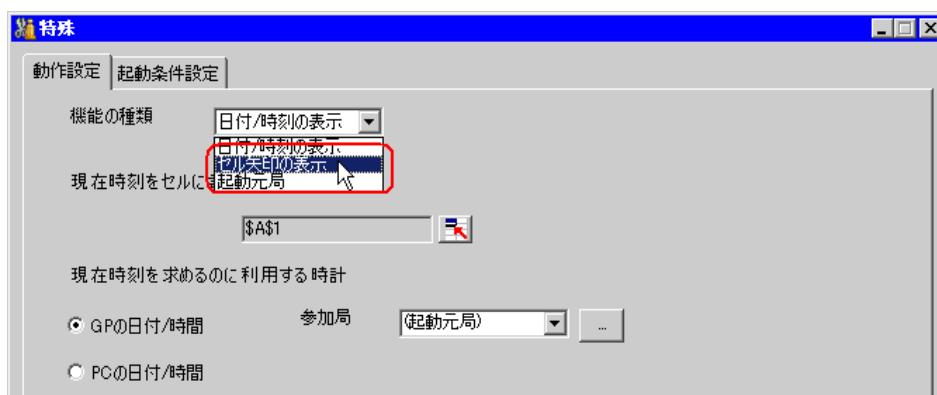 特殊
動作設定 起動条件設定
機能の種類 日付/時刻の表示
日付/時刻の表示
セル矢印の表示
現在時刻をセルに 起動元局
$A$1
現在時刻を求めるのに利用する時計
GPの日付/時間 参加局 (起動元局) ...
PCの日付/時間